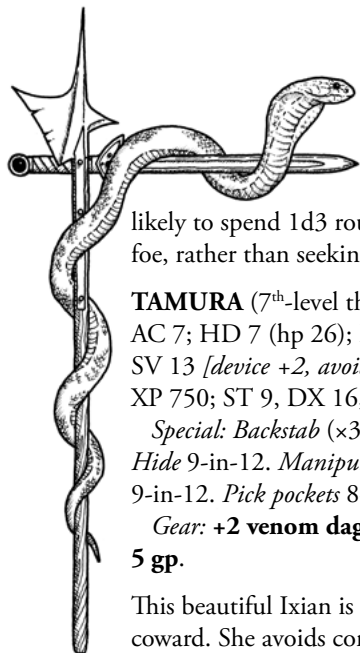 likely to spend 1d3 rou
foe, rather than seeking
TAMURA (7th-level th
AC 7; HD 7 (hp 26);
SV 13 [device +2, avoi
XP 750; ST 9, DX 16,
Special: Backstab (×3
Hide 9-in-12. Manipu
9-in-12. Pick pockets 8
Gear: +2 venom dag
5 gp.
This beautiful Ixian is
coward. She avoids co